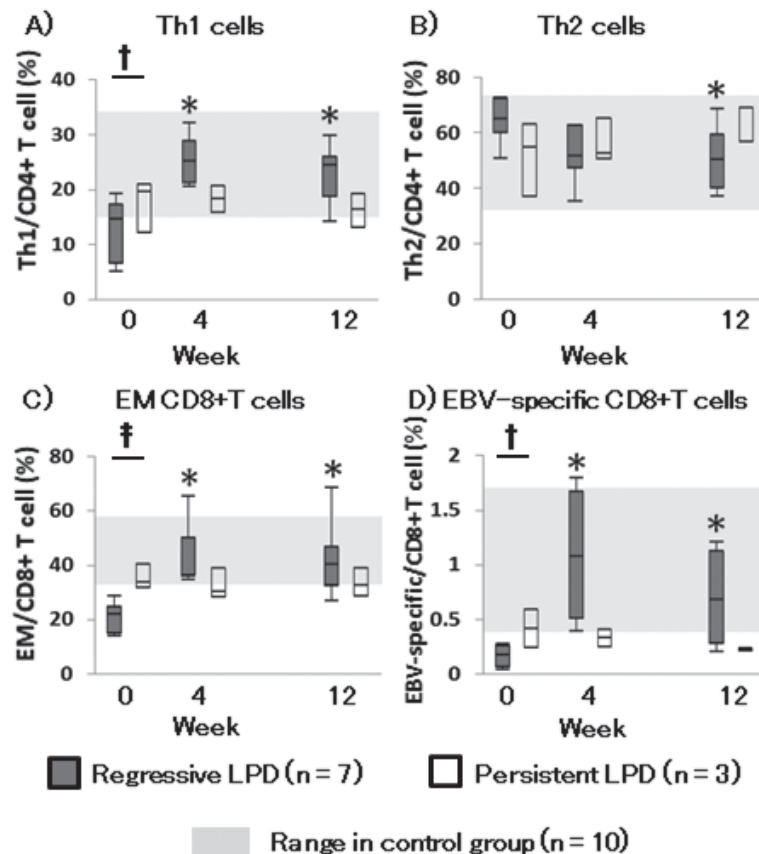 A) Th1 cells
†
Th1/CD4+ T cell (%)
40
30
20
10
0
*
*
0 4 12
Week
B) Th2 cells
Th2/CD4+ T cell (%)
80
60
40
20
0
*
0 4 12
Week
C) EM CD8+T cells
‡
EM/CD8+ T cell (%)
80
60
40
20
0
*
*
0 4 12
Week
D) EBV-specific CD8+T cells
†
EBV-specific/CD8+T cell (%)
2
1.5
1
0.5
0
*
*
0 4 12
Week
Regressive LPD (n = 7) Persistent LPD (n = 3)
Range in control group (n = 10)